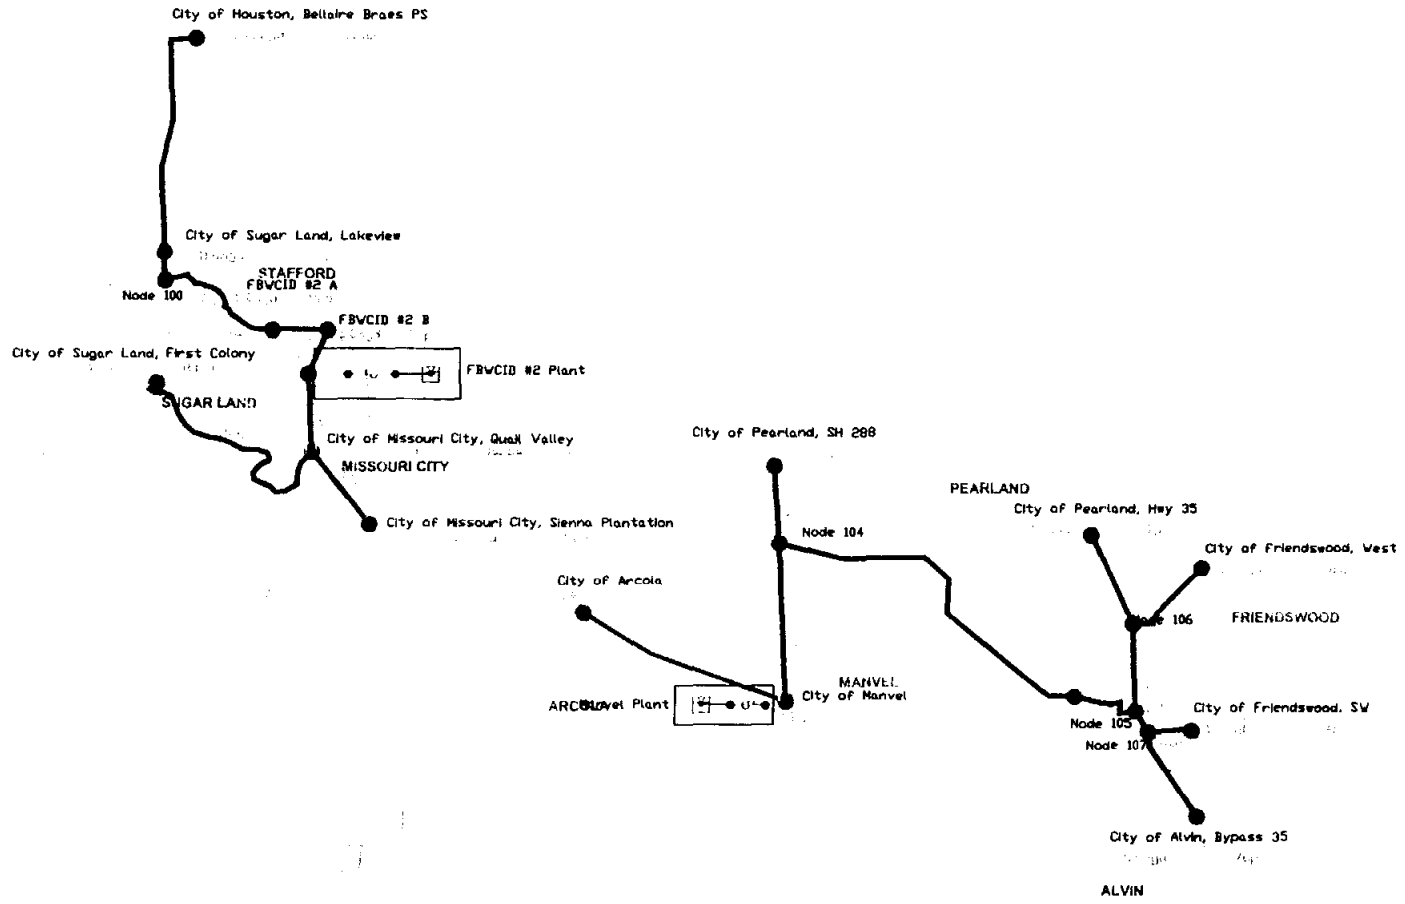 City of Houston, Bellaire Braes PS
City of Sugar Land, Lakeview
STAFFORD
FBWCID #2 A
Node 100
FBWCID #2 B
City of Sugar Land, First Colony
FBWCID #2 Plant
SUGAR LAND
City of Missouri City, Quail Valley
MISSOURI CITY
City of Pearland, SH 288
PEARLAND
City of Pearland, Hwy 35
City of Missouri City, Sienna Plantation
Node 104
City of Friendswood, West
City of Arcola
Node 106
FRIENDSWOOD
MANVEL
City of Manvel
ARCOLA
Manvel Plant
City of Friendswood, SW
Node 105
Node 107
City of Alvin, Bypass 35
ALVIN